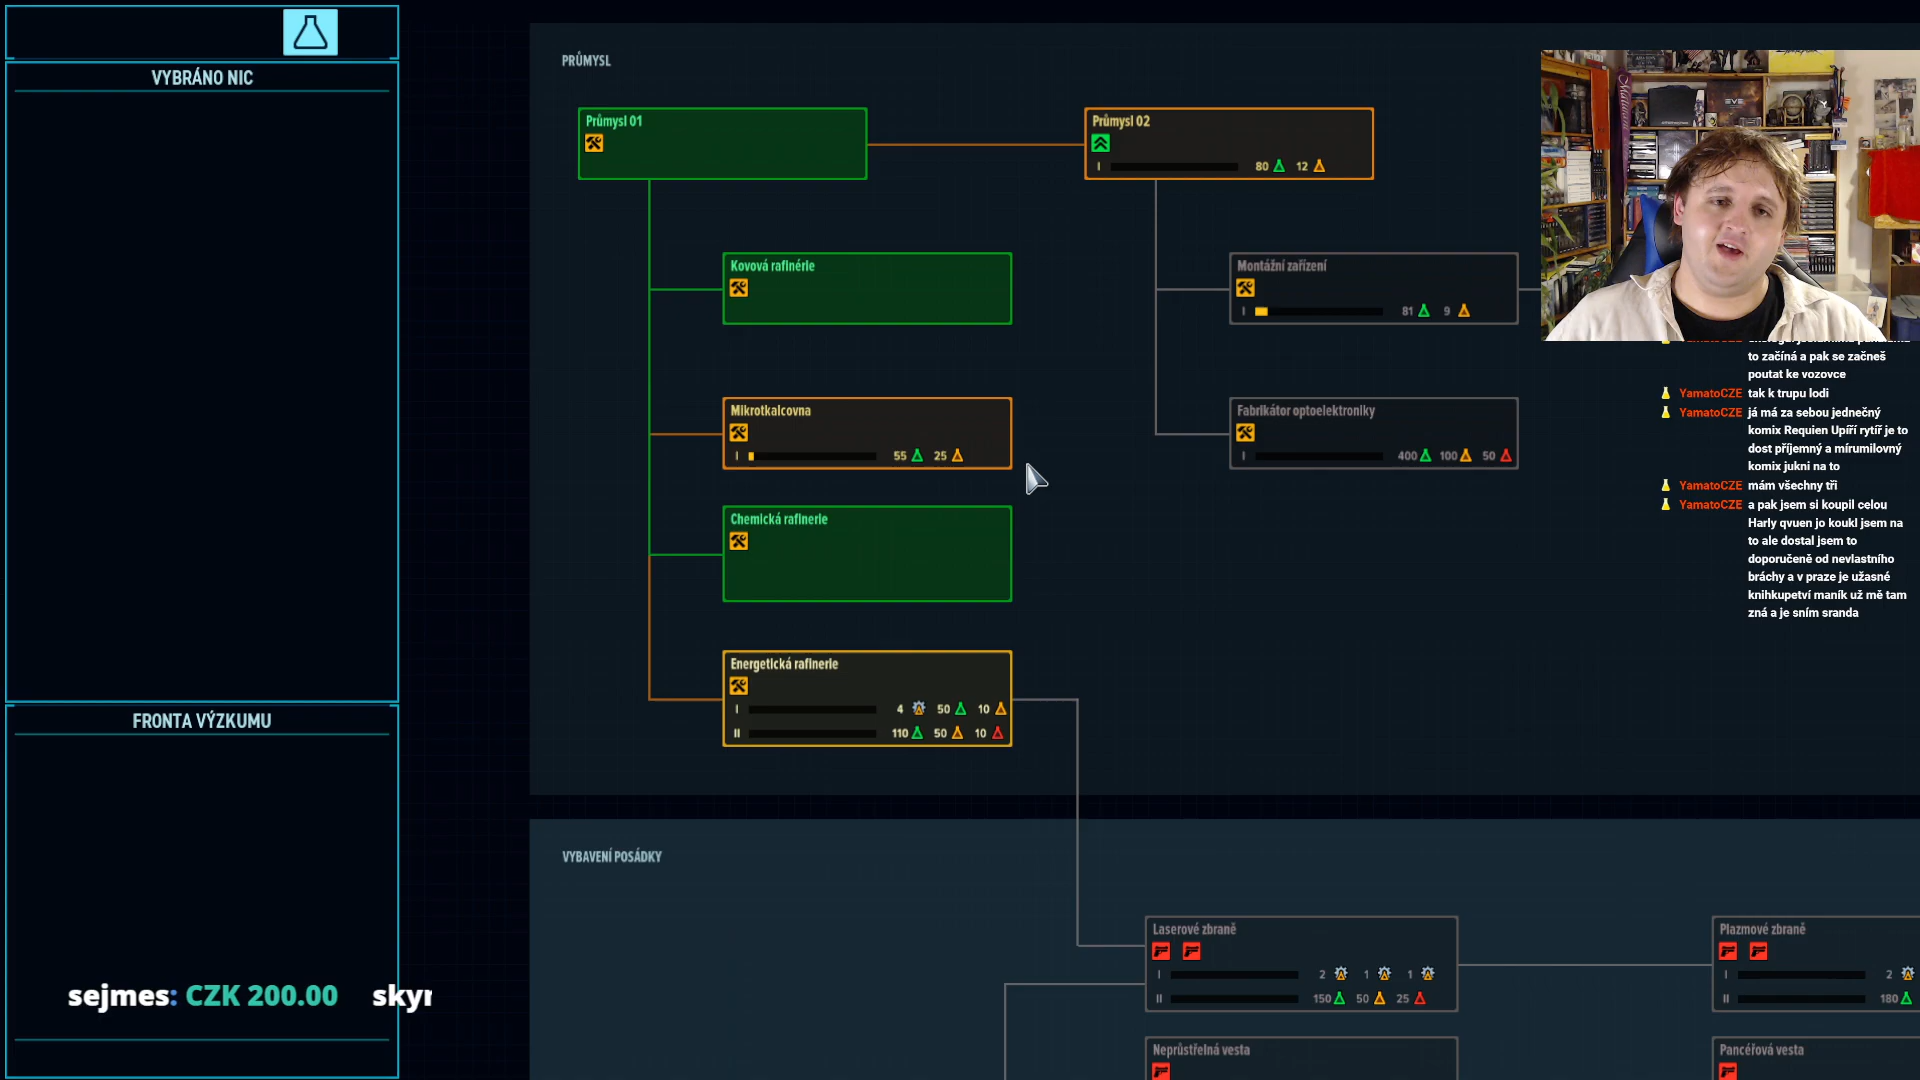 VYBRÁNO NIC
FRONTA VÝZKUMU
sejmes: CZK 200.00
PRŮMYSL
Průmysl 01
Průmysl 02
I 80 12
Kovová rafinérie
Montážní zařízení
I 81 9
Mikrotkalcovna
I 55 25
Fabrikátor optoelektroniky
I 400 100 50
Chemická rafinerie
Energetická rafinerie
I 4 50 10
II 110 50 10
VYBAVENÍ POSÁDKY
Laserové zbraně
I 2 1 1
II 150 50 25
Plazmové zbraně
I 2
II 180
Neprůstřelná vesta
Pancéřová vesta
to začíná a pak se začneš
poutat ke vozovce
YamatoCZE tak k trupu lodi
YamatoCZE já má za sebou jednečný
komix Requien Upíří rytíř je to
dost příjemný a mírumilovný
komix jukni na to
YamatoCZE mám všechny tři
YamatoCZE a pak jsem si koupil celou
Harly qvuen jo koukl jsem na
to ale dostal jsem to
doporučeně od nevlastního
bráchy a v praze je užasné
knihkupetví maník už mě tam
zná a je sním sranda